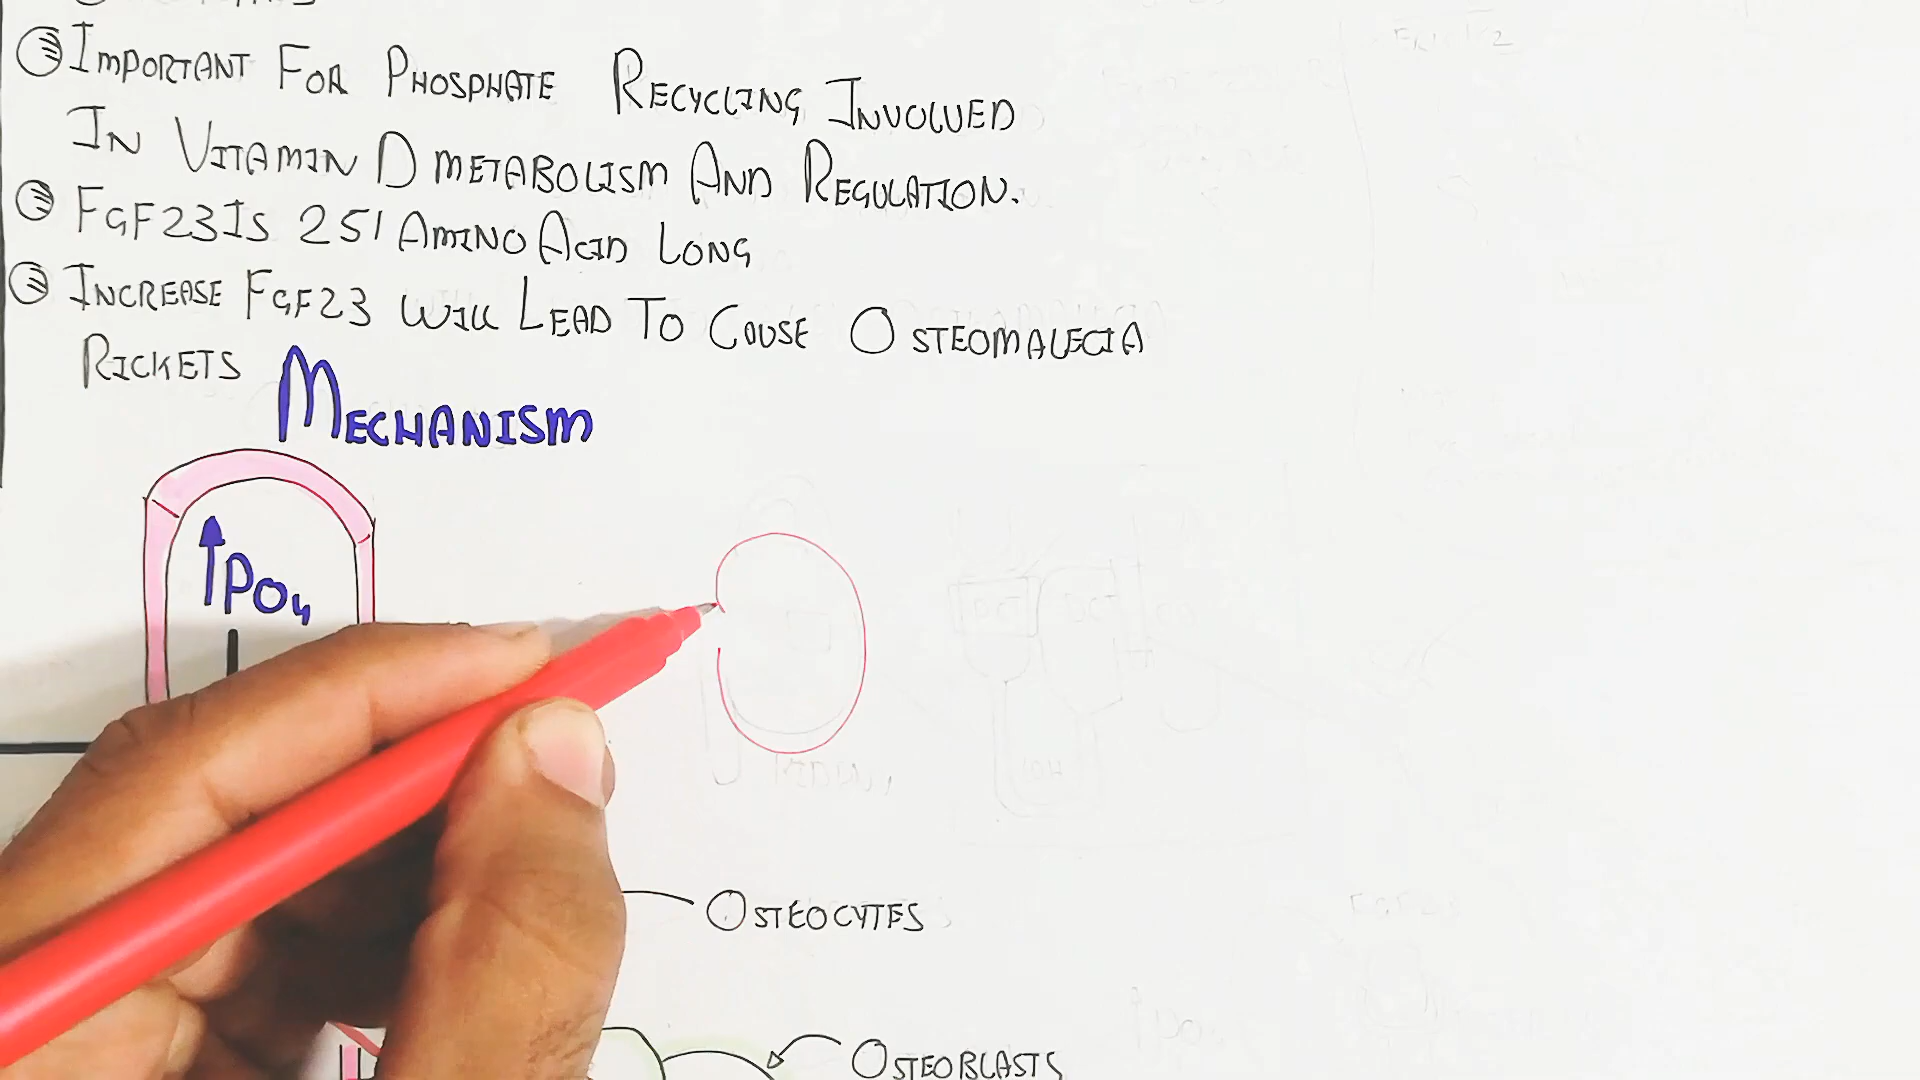 IMPORTANT FOR PHOSPHATE RECYCLING INVOLVED
IN VITAMIN D METABOLISM AND REGULATION.
FGF23 IS 251 AMINO ACID LONG
INCREASE FGF23 WILL LEAD TO COUSE OSTEOMALECIA
RICKETS
MECHANISM
PO4
OSTEOCYTES
OSTEOBLASTS